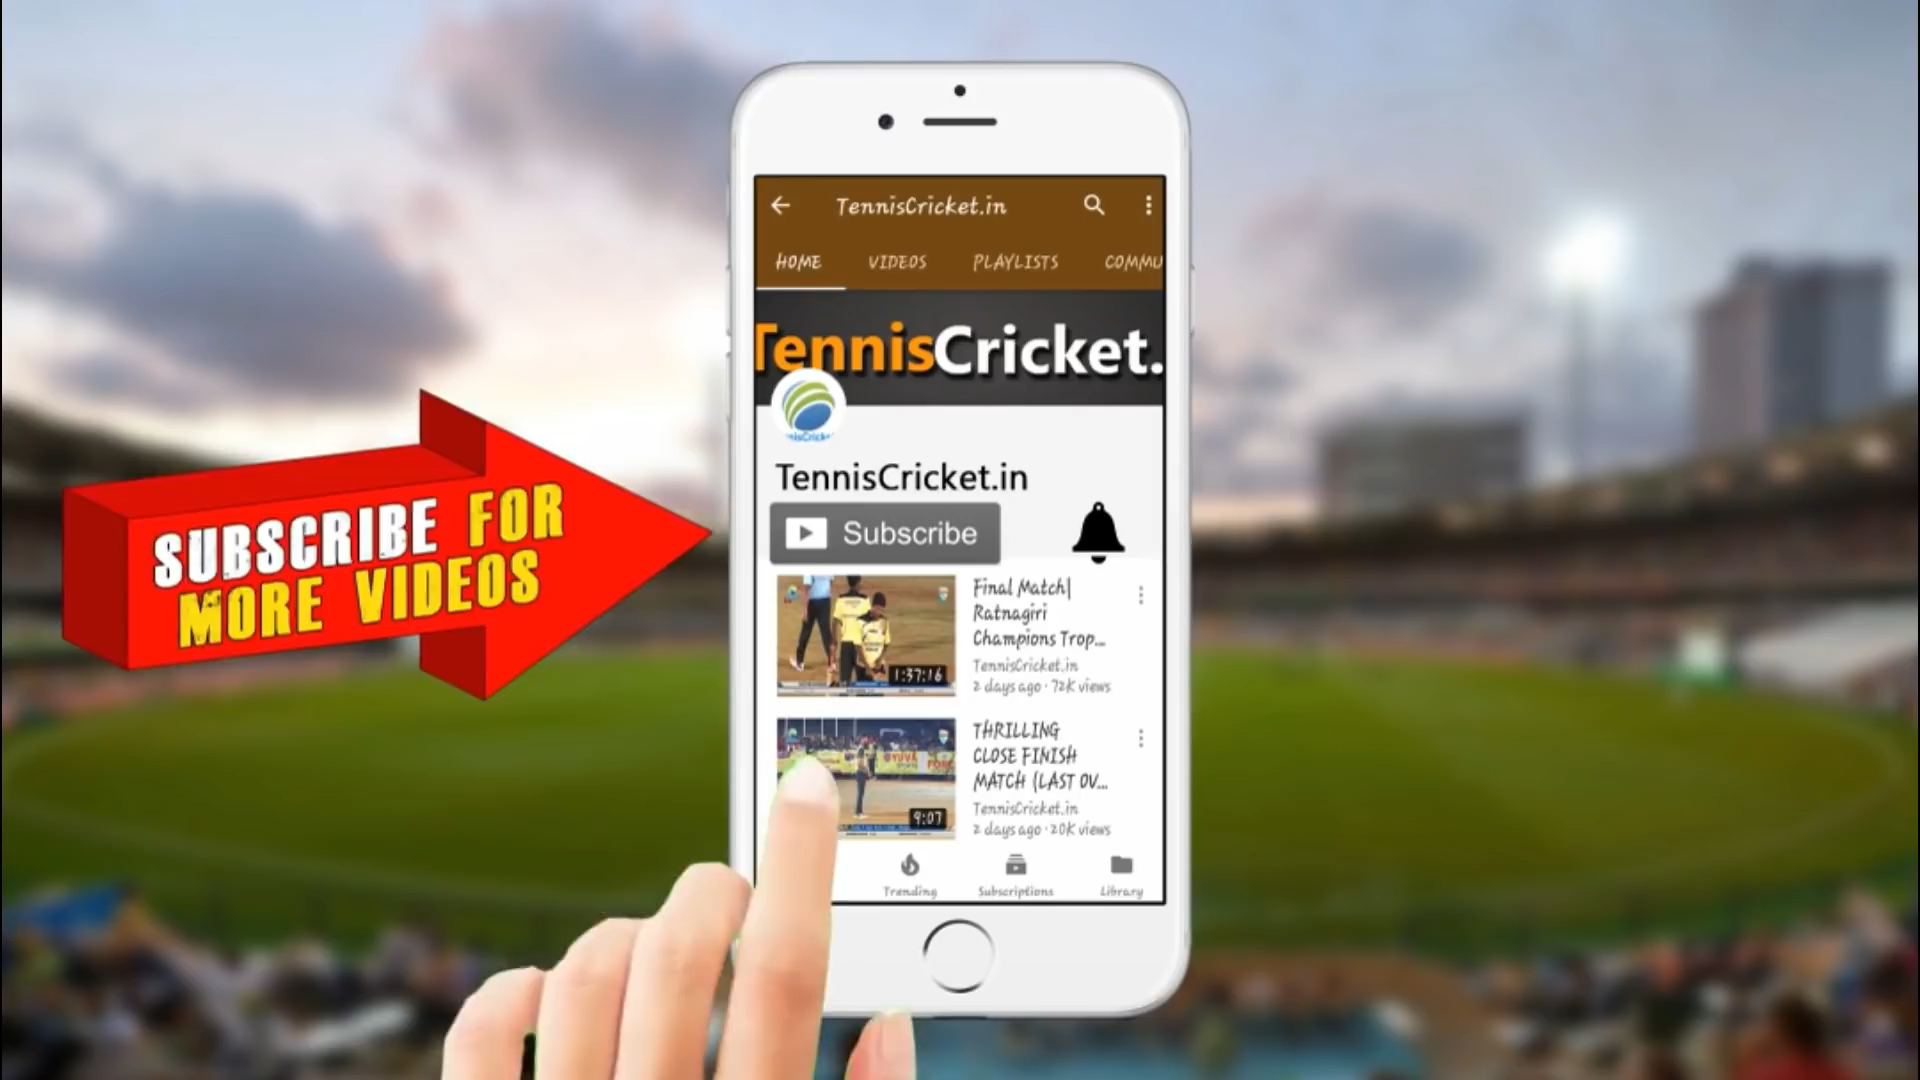 TennisCricket.in
HOME VIDEOS PLAYLISTS COMMU
TennisCricket.
TennisCricket.in
Subscribe
SUBSCRIBE FOR
MORE VIDEOS
Final Match|
Ratnagiri
Champions Trop...
TennisCricket.in
2 days ago · 72K views
1:37:16
THRILLING
CLOSE FINISH
MATCH (LAST OV...
TennisCricket.in
2 days ago · 20K views
9:07
Trending Subscriptions Library